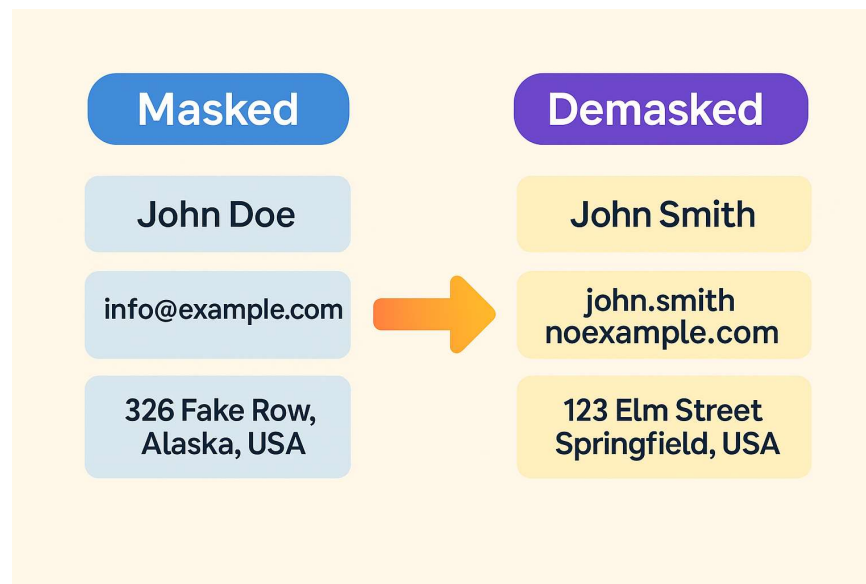 Masked
John Doe
info@example.com
326 Fake Row,
Alaska, USA
Demasked
John Smith
john.smith
noexample.com
123 Elm Street
Springfield, USA